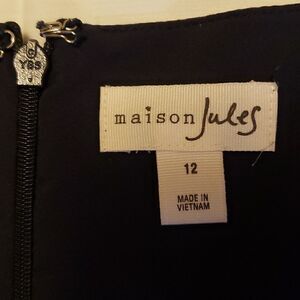 YBS
maison Jules
12
MADE IN
VIETNAM